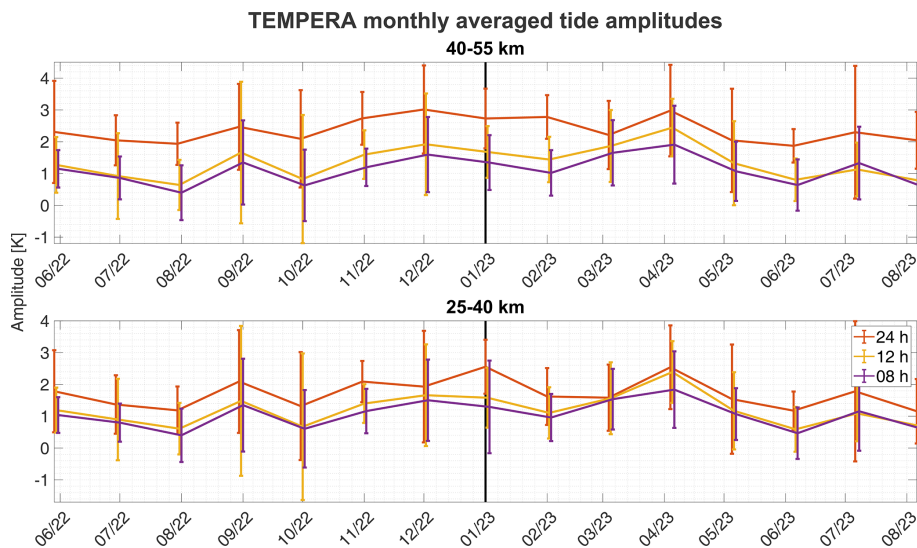 TEMPERA monthly averaged tide amplitudes
40-55 km
4
3
2
1
0
-1
06/22 07/22 08/22 09/22 10/22 11/22 12/22 01/23 02/23 03/23 04/23 05/23 06/23 07/23 08/23
Amplitude [K]
25-40 km
4
3
2
1
0
-1
24 h
12 h
08 h
06/22 07/22 08/22 09/22 10/22 11/22 12/22 01/23 02/23 03/23 04/23 05/23 06/23 07/23 08/23